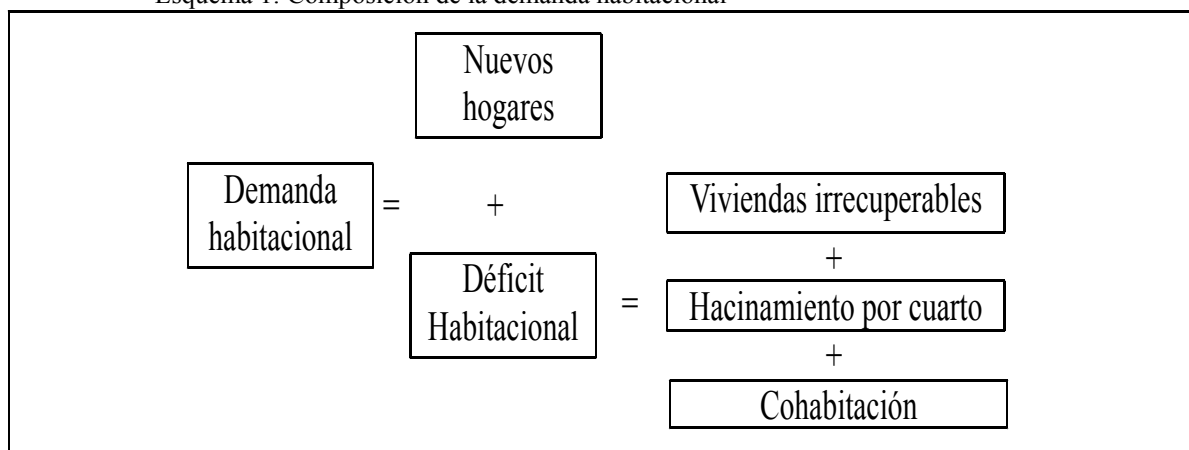 Esquema 1. Composición de la demanda habitacional
Nuevos
hogares
Demanda
habitacional
=
+
Déficit
Habitacional
=
Viviendas irrecuperables
+
Hacinamiento por cuarto
+
Cohabitación